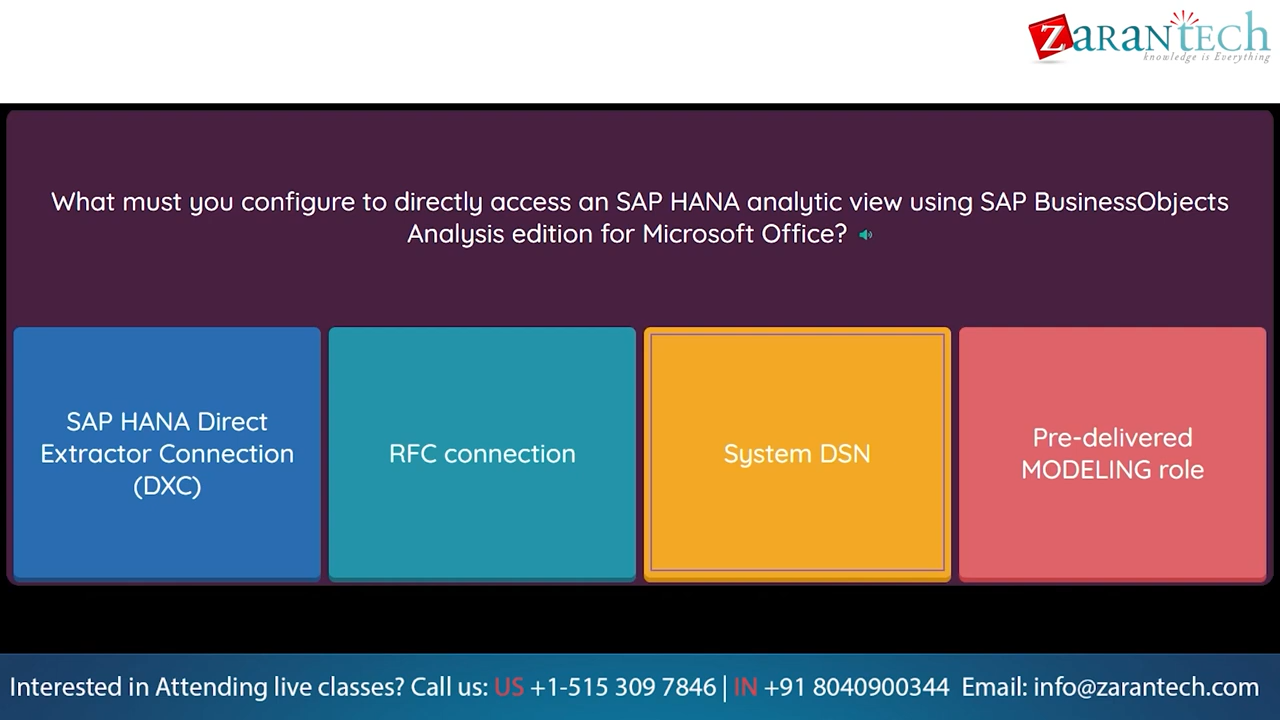 ZARANTECH
knowledge is Everything
What must you configure to directly access an SAP HANA analytic view using SAP BusinessObjects
Analysis edition for Microsoft Office?
SAP HANA Direct
Extractor Connection
(DXC)
RFC connection
System DSN
Pre-delivered
MODELING role
Interested in Attending live classes? Call us: US +1-515 309 7846 | IN +91 8040900344 Email: info@zarantech.com